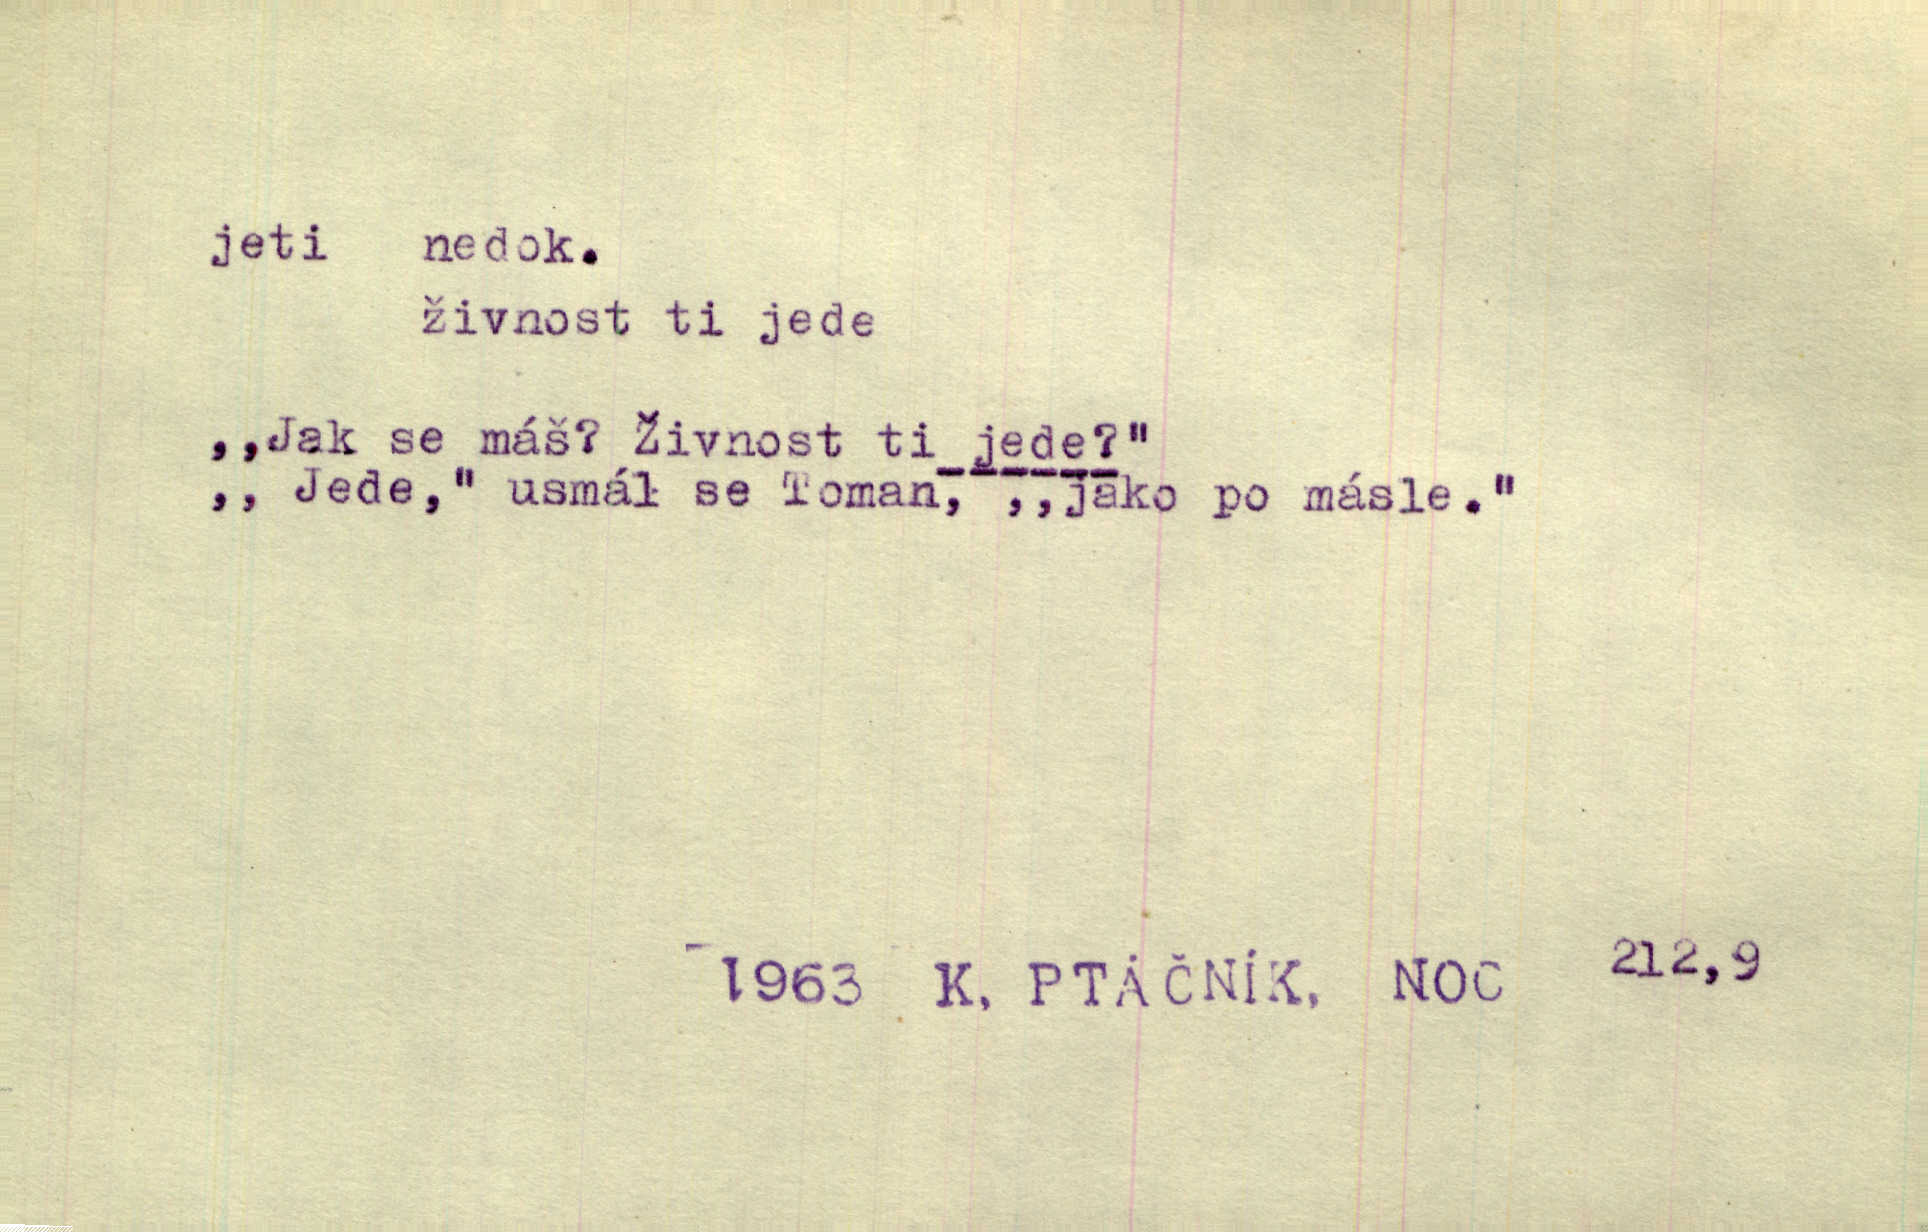 jeti nedok.
živnost ti jede
,,Jak se máš? Živnost ti jede?"
,, Jede," usmál se Toman, ,,jako po másle."
1963 K. PTÁČNÍK, NOC 212,9